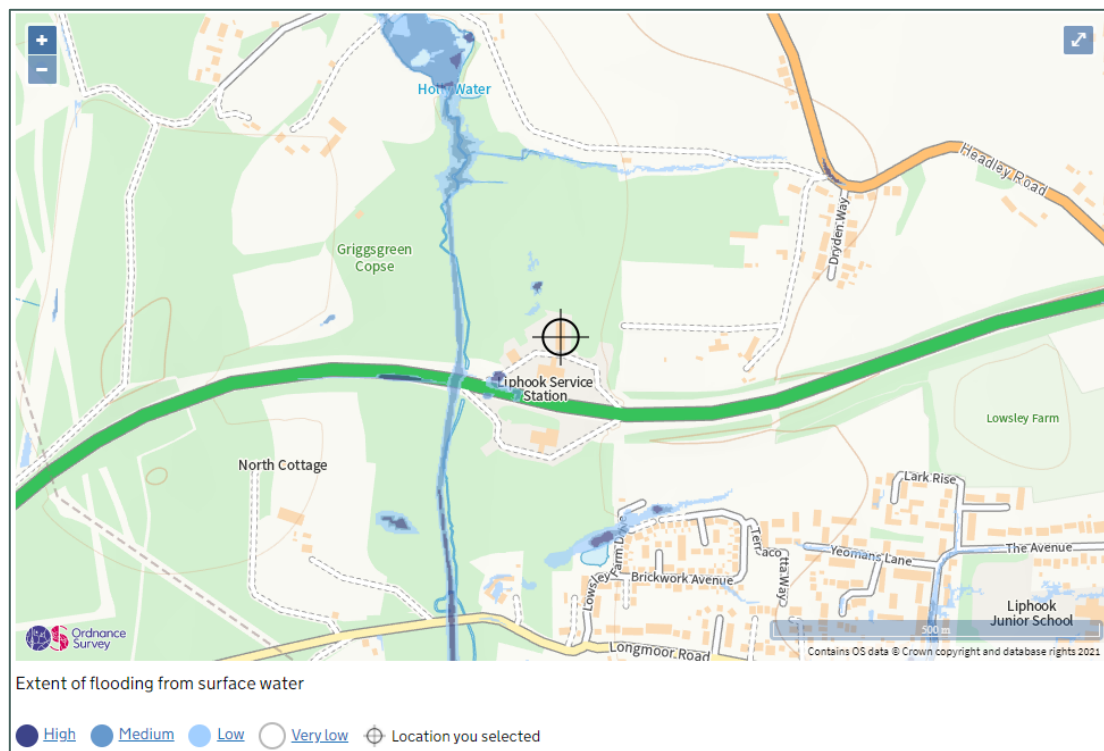 +
−
Holly Water
Headley Road
Dryden Way
Griggsgreen
Copse
Liphook Service
Station
Lowsley Farm
North Cottage
Lark Rise
Lowsley Farm Drive
Terracotta Way
Yeomans Lane
The Avenue
Brickwork Avenue
Liphook
Junior School
OS Ordnance
Survey
500 m
Longmoor Road
Contains OS data © Crown copyright and database rights 2021
Extent of flooding from surface water
High Medium Low Very low Location you selected